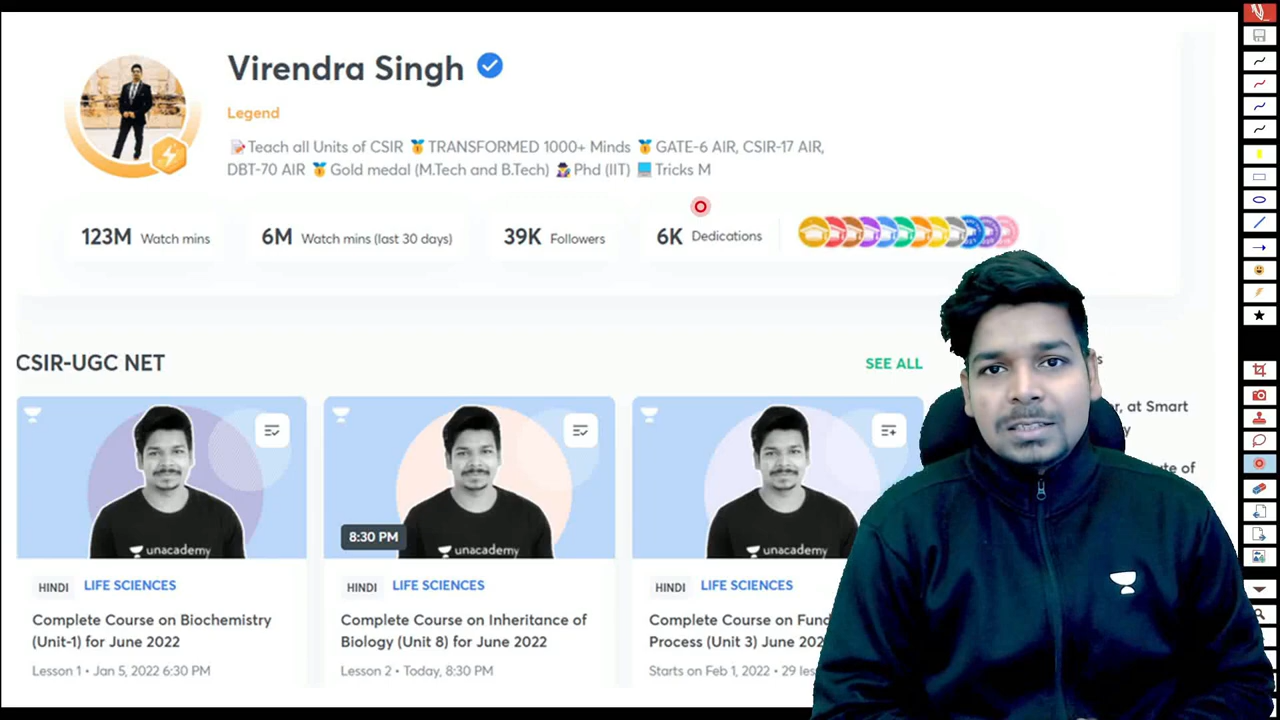 Virendra Singh
Legend
Teach all Units of CSIR 🥇TRANSFORMED 1000+ Minds 🥇GATE-6 AIR, CSIR-17 AIR,
DBT-70 AIR 🥇Gold medal (M.Tech and B.Tech) Phd (IIT) Tricks M
123M Watch mins
6M Watch mins (last 30 days)
39K Followers
6K Dedications
CSIR-UGC NET
SEE ALL
at Smart
of
unacademy
8:30 PM
unacademy
unacademy
HINDI LIFE SCIENCES
HINDI LIFE SCIENCES
HINDI LIFE SCIENCES
Complete Course on Biochemistry
(Unit-1) for June 2022
Complete Course on Inheritance of
Biology (Unit 8) for June 2022
Complete Course on
Process (Unit 3) June
Lesson 1 • Jan 5, 2022 6:30 PM
Lesson 2 • Today, 8:30 PM
Starts on Feb 1, 2022 • 29